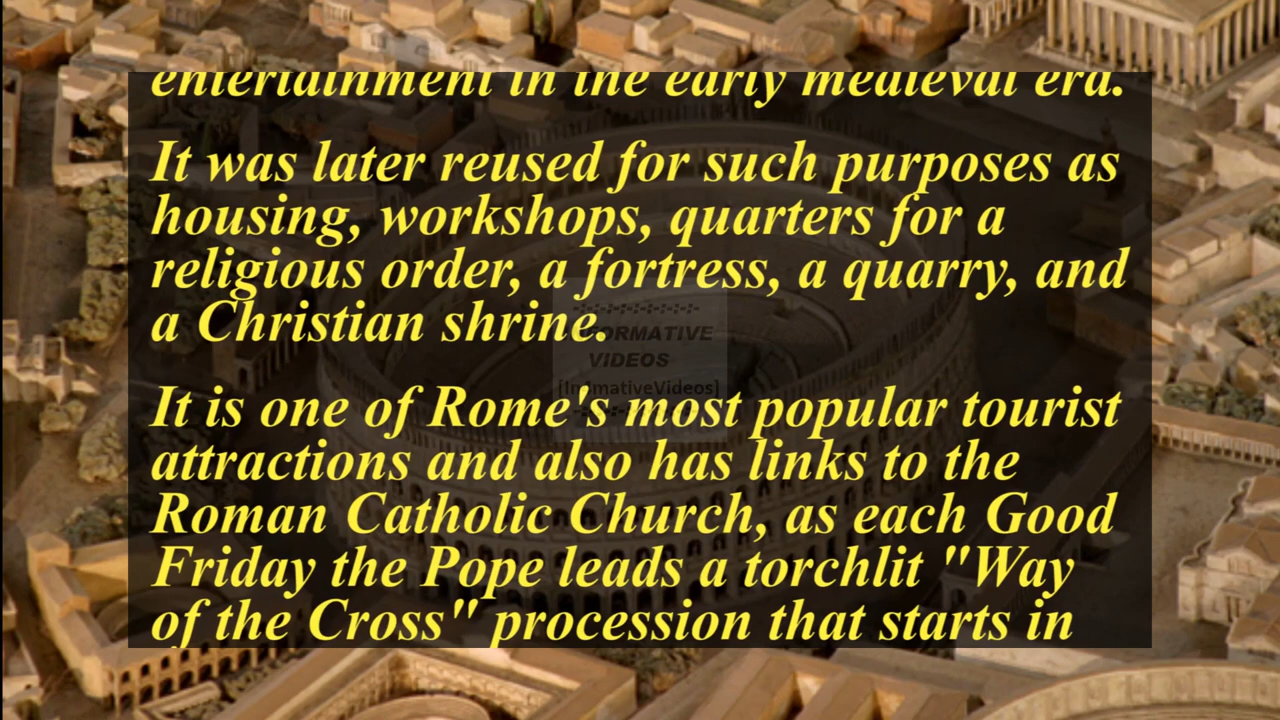 entertainment in the early medieval era.
It was later reused for such purposes as
housing, workshops, quarters for a
religious order, a fortress, a quarry, and
a Christian shrine.
INFORMATIVE
VIDEOS
It is one of Rome's most popular tourist
attractions and also has links to the
Roman Catholic Church, as each Good
Friday the Pope leads a torchlit "Way
of the Cross" procession that starts in